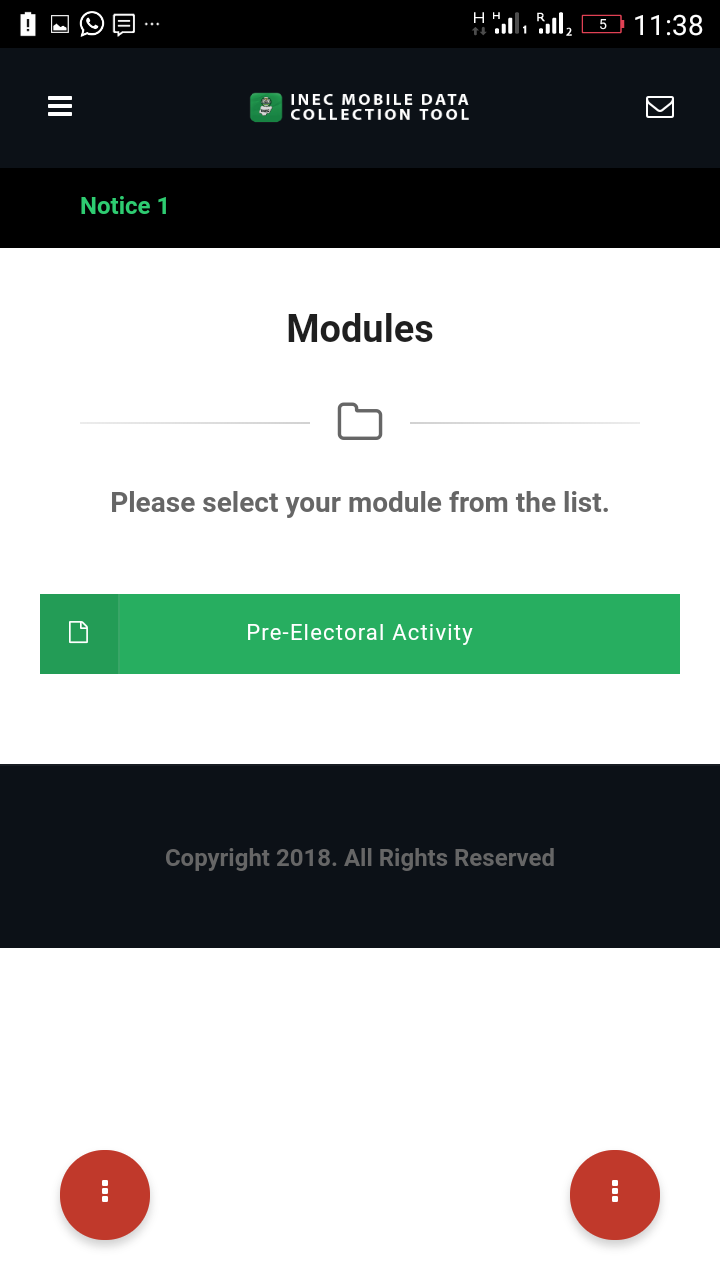 H H 1 R 2 5 11:38
INEC MOBILE DATA
COLLECTION TOOL
Notice 1
Modules
Please select your module from the list.
Pre-Electoral Activity
Copyright 2018. All Rights Reserved